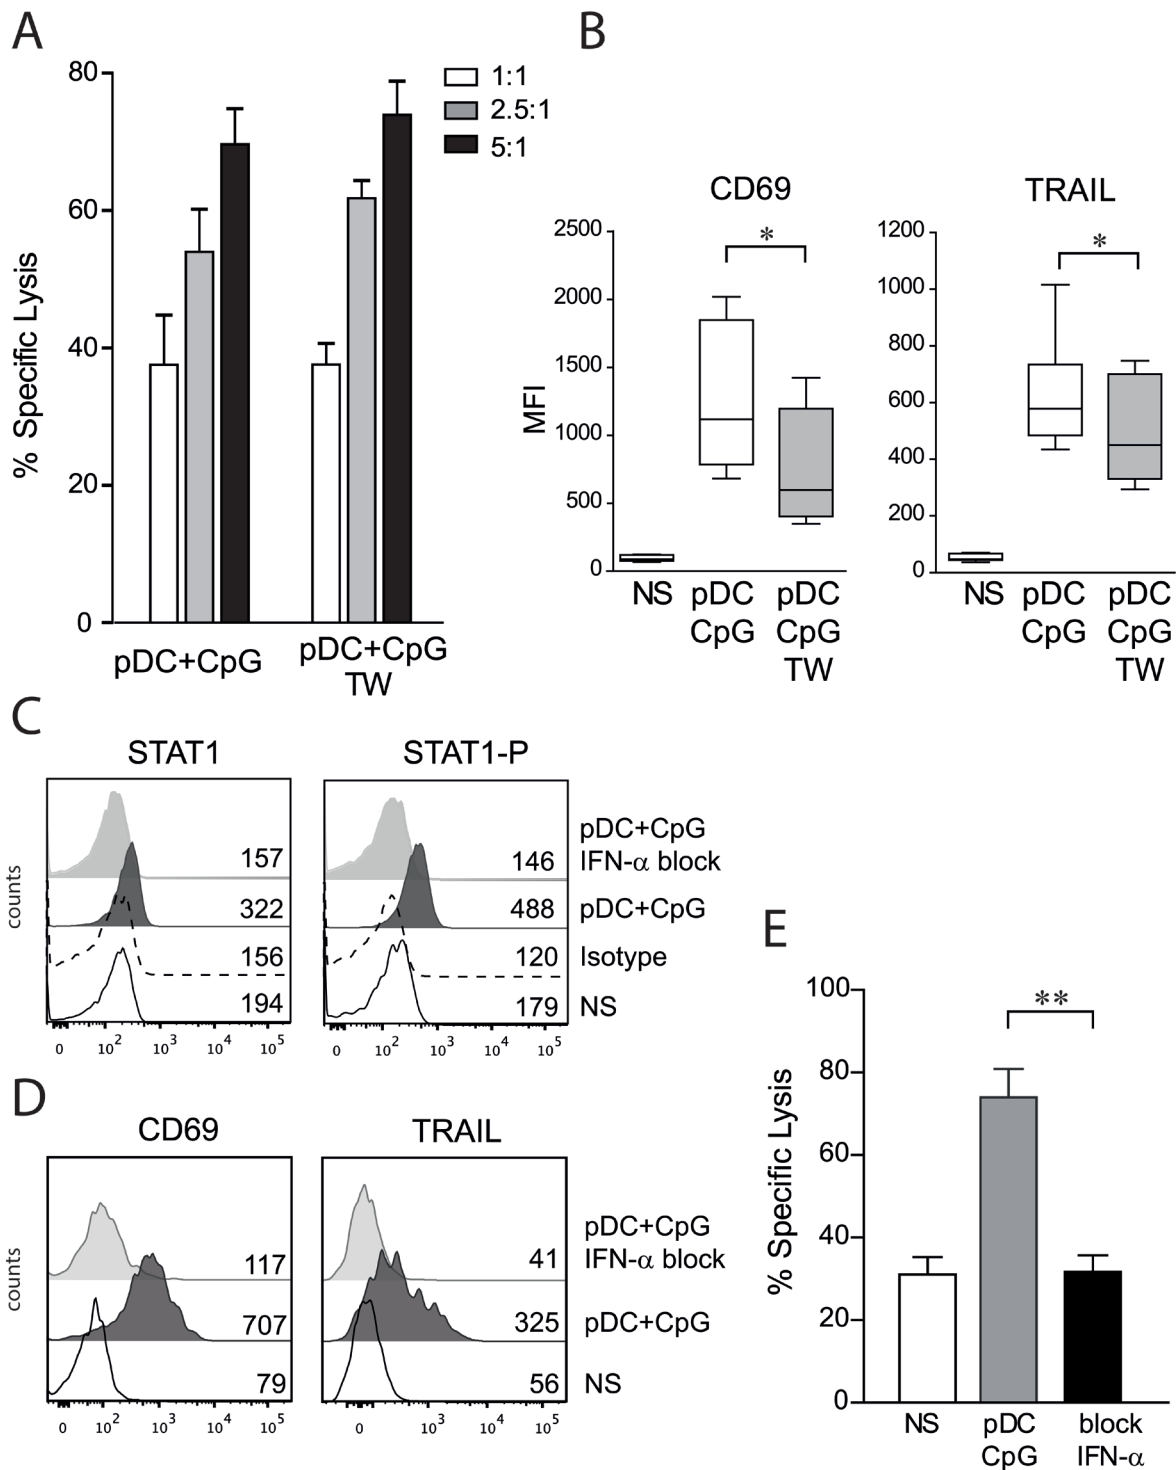 A
80
60
40
20
0
% Specific Lysis
1:1
2.5:1
5:1
pDC+CpG
pDC+CpG
TW
B
CD69
2500
2000
1500
1000
500
0
MFI
*
NS
pDC
CpG
pDC
CpG
TW
TRAIL
1200
1000
800
600
400
200
0
*
NS
pDC
CpG
pDC
CpG
TW
C
STAT1
counts
157
322
156
194
0 10² 10³ 10⁴ 10⁵
STAT1-P
146
488
120
179
0 10² 10³ 10⁴ 10⁵
pDC+CpG
IFN-α block
pDC+CpG
Isotype
NS
D
CD69
counts
117
707
79
0 10² 10³ 10⁴ 10⁵
TRAIL
41
325
56
0 10³ 10⁴ 10⁵
pDC+CpG
IFN-α block
pDC+CpG
NS
E
100
80
60
40
20
0
% Specific Lysis
**
NS
pDC
CpG
block
IFN-α